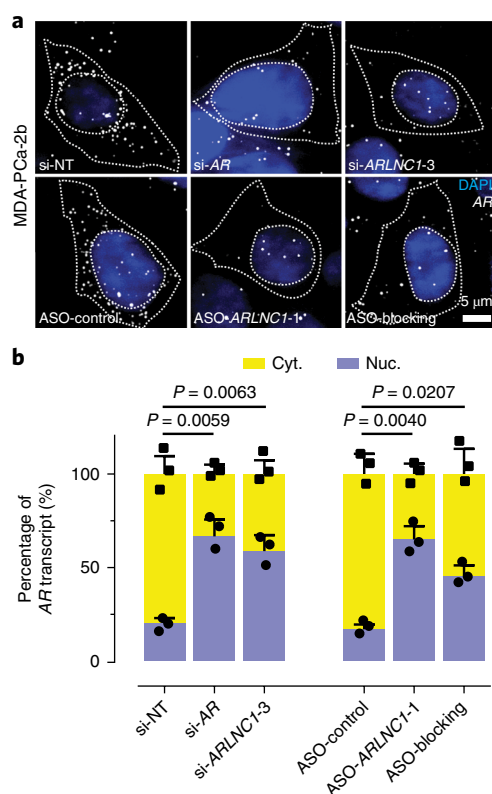 a
MDA-PCa-2b
si-NT
si-AR
si-ARLNC1-3
DAPI
AR
ASO-control
ASO-ARLNC1-1
ASO-blocking
5 μm
b
Cyt. Nuc.
P = 0.0063
P = 0.0059
P = 0.0207
P = 0.0040
Percentage of
AR transcript (%)
100
50
0
si-NT
si-AR
si-ARLNC1-3
ASO-control
ASO-ARLNC1-1
ASO-blocking